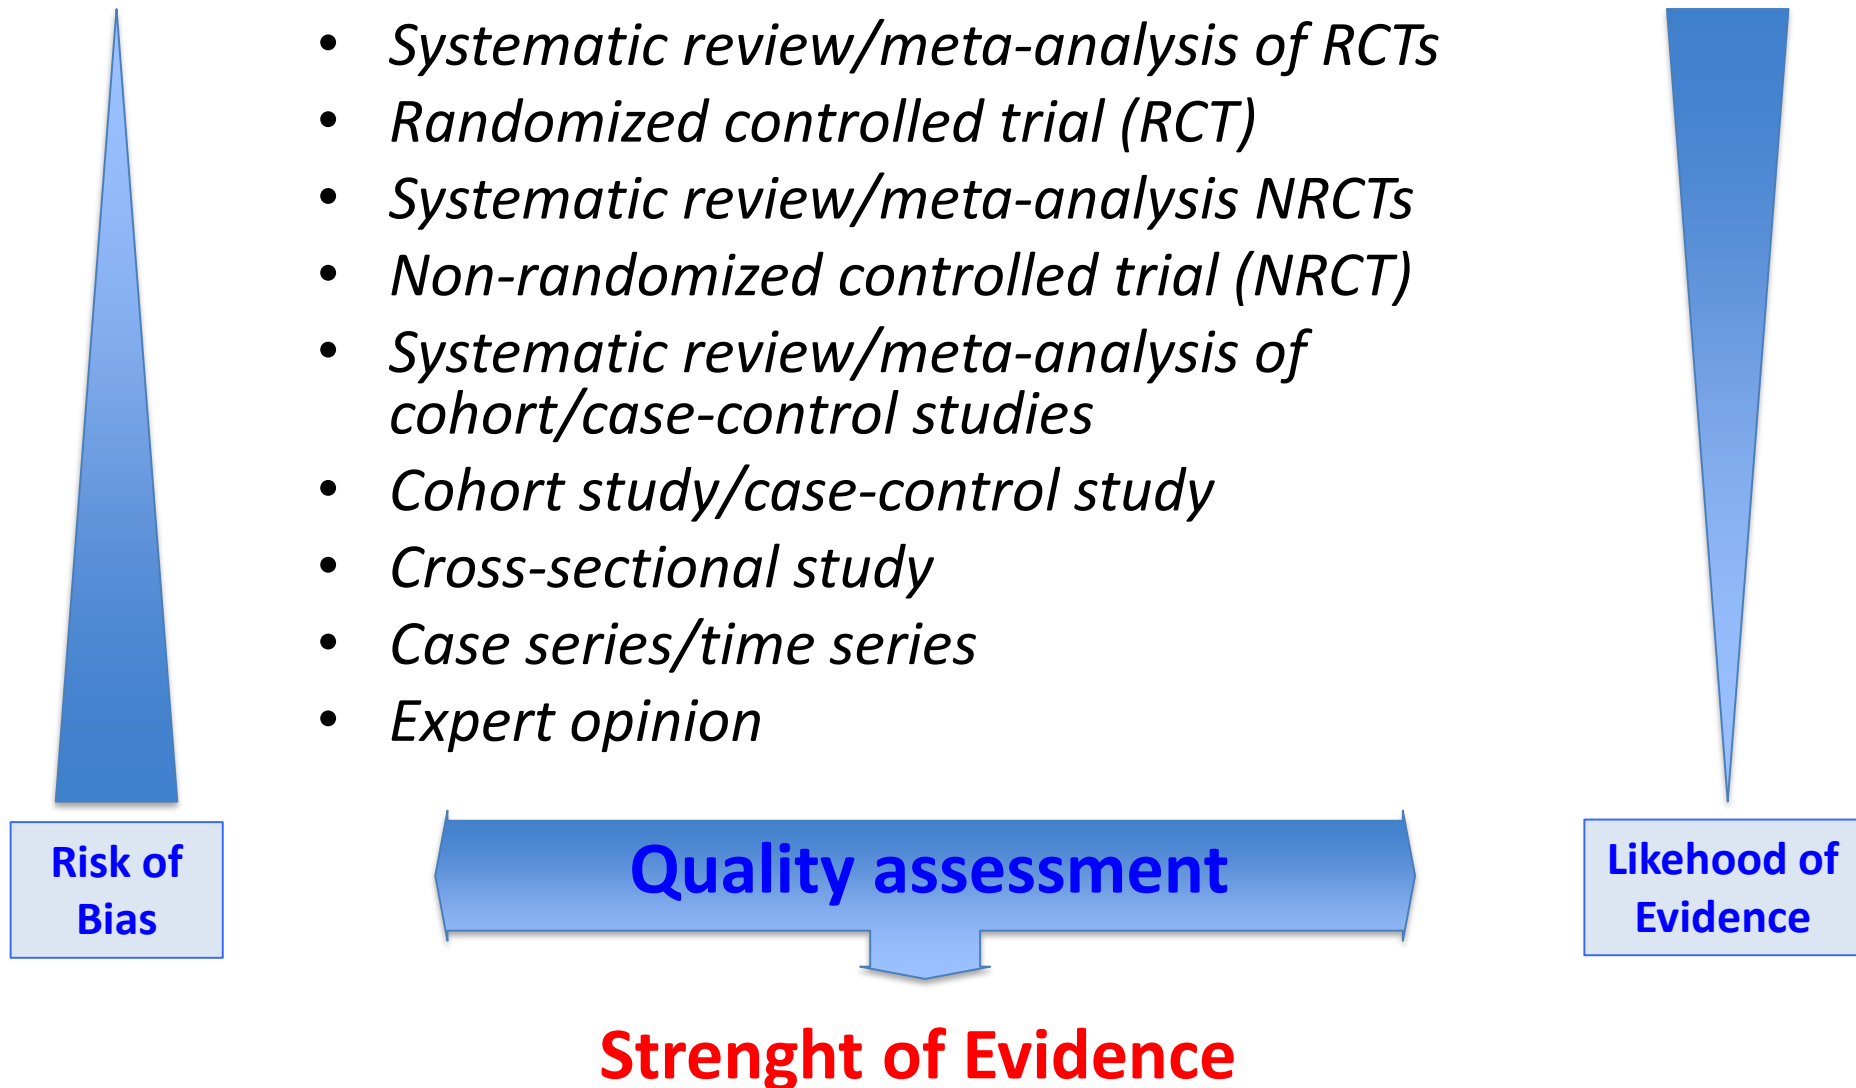 • Systematic review/meta-analysis of RCTs
• Randomized controlled trial (RCT)
• Systematic review/meta-analysis NRCTs
• Non-randomized controlled trial (NRCT)
• Systematic review/meta-analysis of
cohort/case-control studies
• Cohort study/case-control study
• Cross-sectional study
• Case series/time series
• Expert opinion
Risk of
Bias
Quality assessment
Likehood of
Evidence
Strenght of Evidence